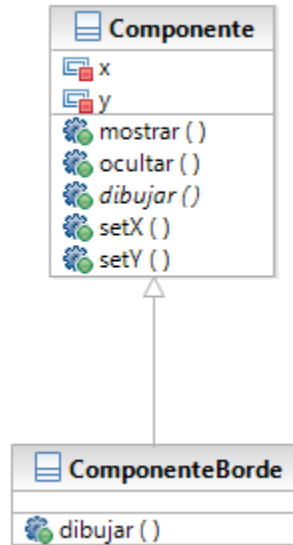 Componente
x
y
mostrar ( )
ocultar ( )
dibujar ( )
setX ( )
setY ( )
ComponenteBorde
dibujar ( )